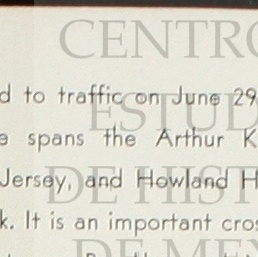 CENTRO
d to traffic on June 29
ESTUD
e spans the Arthur K
Jersey, and Howland H
DE HIST
k. It is an important cros
DE MEX